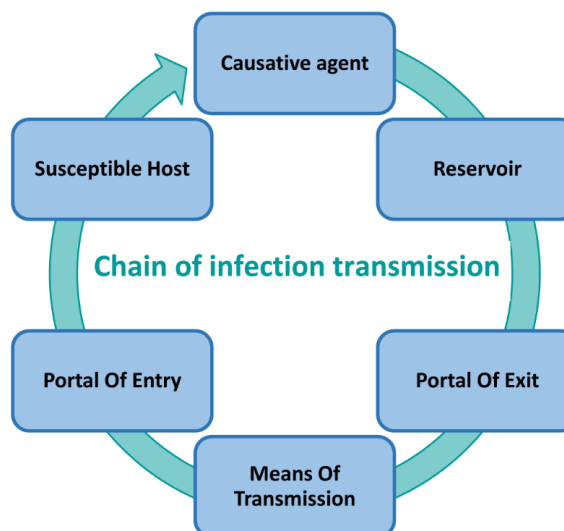 Causative agent
Susceptible Host
Reservoir
Chain of infection transmission
Portal Of Entry
Portal Of Exit
Means Of
Transmission